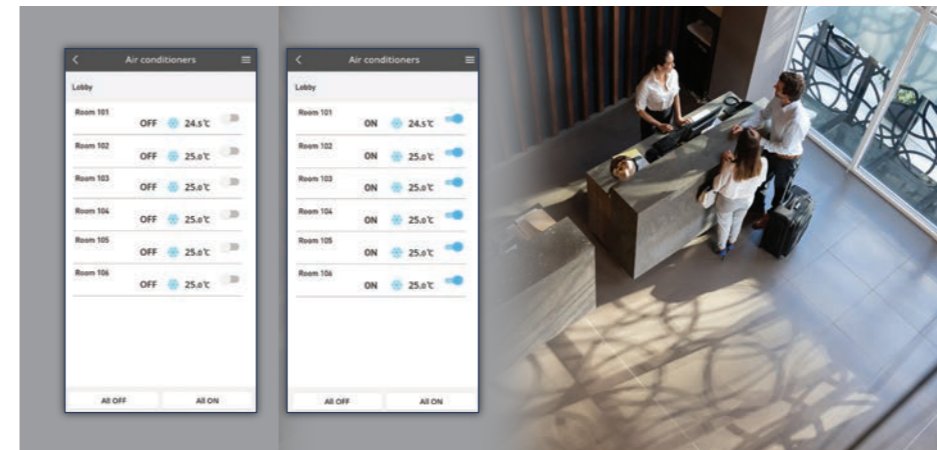 Air conditioners
Lobby
Room 101
OFF 24.5℃
Room 102
OFF 25.0℃
Room 103
OFF 25.0℃
Room 104
OFF 25.0℃
Room 105
OFF 25.0℃
Room 106
OFF 25.0℃
All OFF All ON
Air conditioners
Lobby
Room 101
ON 24.5℃
Room 102
ON 25.0℃
Room 103
ON 25.0℃
Room 104
ON 25.0℃
Room 105
ON 25.0℃
Room 106
ON 25.0℃
All OFF All ON